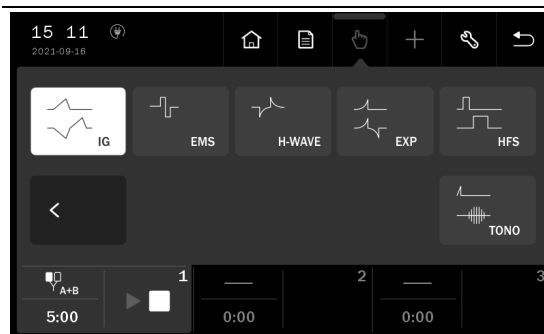 15 11
2021-09-16
IG
EMS
H-WAVE
EXP
HFS
TONO
A+B
1
2
3
5:00
0:00
0:00